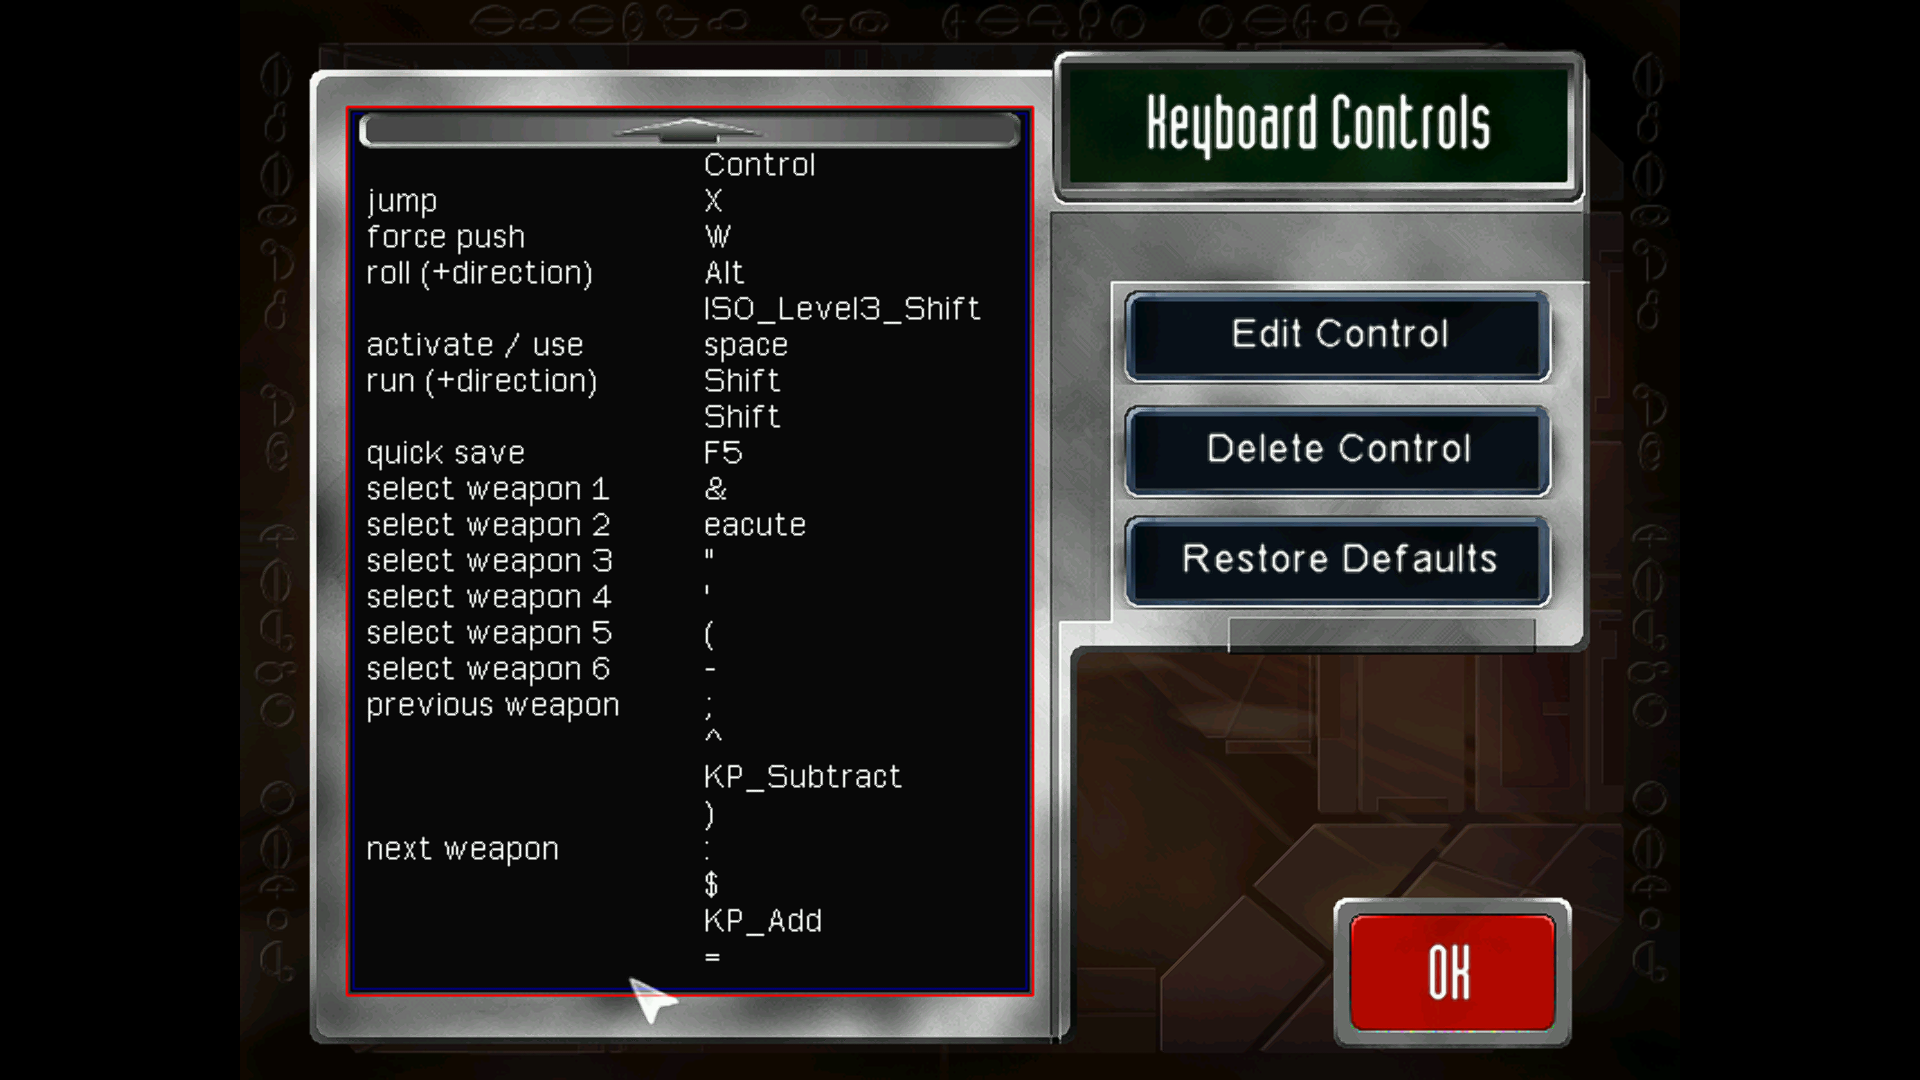 Keyboard Controls
Control
jump X
force push W
roll (+direction) Alt
ISO_Level3_Shift
activate / use space
run (+direction) Shift
Shift
quick save F5
select weapon 1 &
select weapon 2 eacute
select weapon 3 "
select weapon 4 '
select weapon 5 (
select weapon 6 -
previous weapon ;
^
KP_Subtract
)
next weapon :
$
KP_Add
=
Edit Control
Delete Control
Restore Defaults
OK